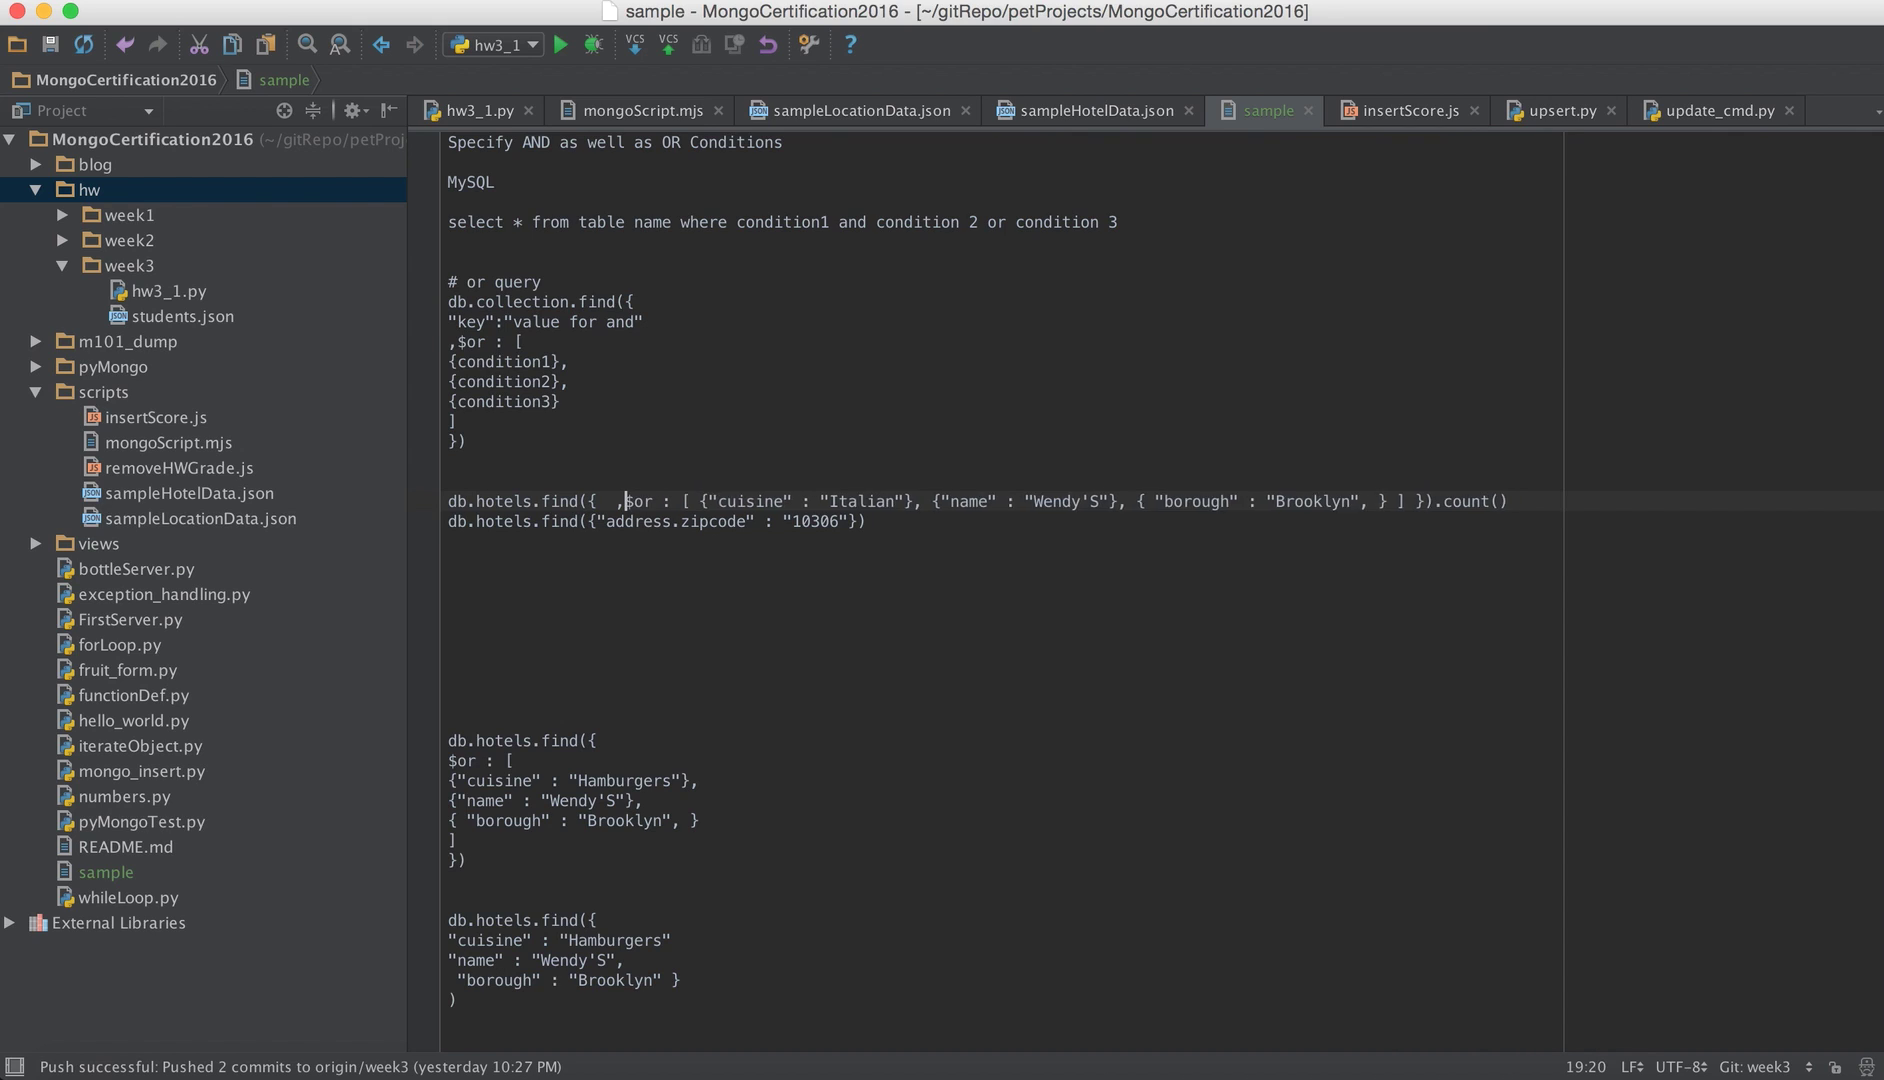 sample - MongoCertification2016 - [~/gitRepo/petProjects/MongoCertification2016]
hw3_1
VCS VCS
?
MongoCertification2016 sample
Project
hw3_1.py mongoScript.mjs sampleLocationData.json sampleHotelData.json sample insertScore.js upsert.py update_cmd.py
MongoCertification2016 (~/gitRepo/petProj
blog
hw
week1
week2
week3
hw3_1.py
students.json
m101_dump
pyMongo
scripts
insertScore.js
mongoScript.mjs
removeHWGrade.js
sampleHotelData.json
sampleLocationData.json
views
bottleServer.py
exception_handling.py
FirstServer.py
forLoop.py
fruit_form.py
functionDef.py
hello_world.py
iterateObject.py
mongo_insert.py
numbers.py
pyMongoTest.py
README.md
sample
whileLoop.py
External Libraries
Specify AND as well as OR Conditions
MySQL
select * from table name where condition1 and condition 2 or condition 3
# or query
db.collection.find({
"key":"value for and"
,$or : [
{condition1},
{condition2},
{condition3}
]
})
db.hotels.find({  ,$or : [ {"cuisine" : "Italian"}, {"name" : "Wendy'S"}, { "borough" : "Brooklyn", } ] }).count()
db.hotels.find({"address.zipcode" : "10306"})
db.hotels.find({
$or : [
{"cuisine" : "Hamburgers"},
{"name" : "Wendy'S"},
{ "borough" : "Brooklyn", }
]
})
db.hotels.find({
"cuisine" : "Hamburgers"
"name" : "Wendy'S",
"borough" : "Brooklyn" }
)
Push successful: Pushed 2 commits to origin/week3 (yesterday 10:27 PM) 19:20 LF UTF-8 Git: week3